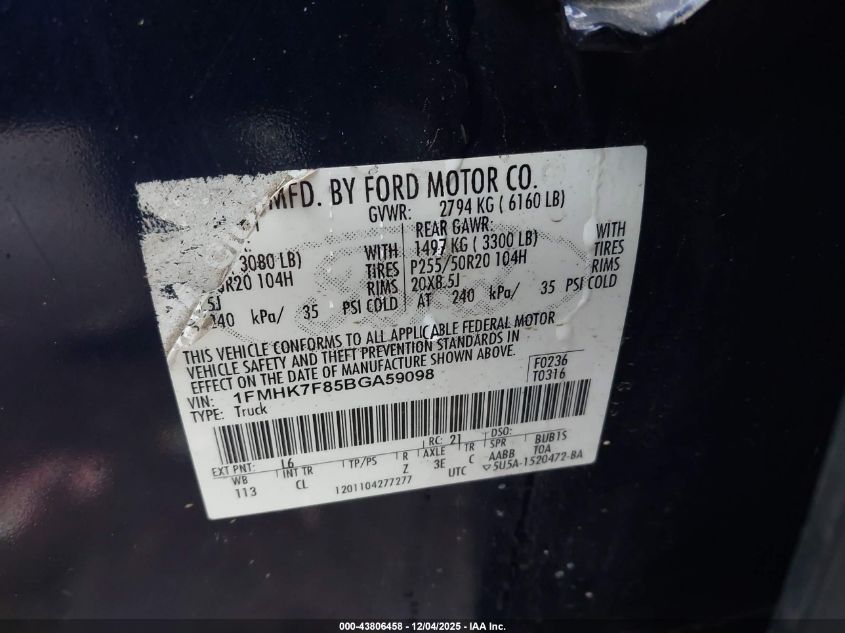 MFD. BY FORD MOTOR CO.
GVWR: 2794 KG ( 6160 LB)
REAR GAWR:
3080 LB) WITH 1497 KG ( 3300 LB) WITH
R20 104H TIRES P255/50R20 104H TIRES
5J RIMS 20X8.5J RIMS
240 kPa/ 35 PSI COLD AT 240 kPa/ 35 PSI COLD
THIS VEHICLE CONFORMS TO ALL APPLICABLE FEDERAL MOTOR
VEHICLE SAFETY AND THEFT PREVENTION STANDARDS IN
EFFECT ON THE DATE OF MANUFACTURE SHOWN ABOVE.
VIN: 1FMHK7F85BGA59098
TYPE: Truck
F0236
T0316
EXT PNT: L6 RC: 21 DSO:
WB INT TR TP/PS R AXLE TR SPR BUBTS
113 CL Z 3E C AABB TOA
1201104277277 UTC ▽5U5A-1520472-BA
000-43806458 - 12/04/2025 - IAA Inc.